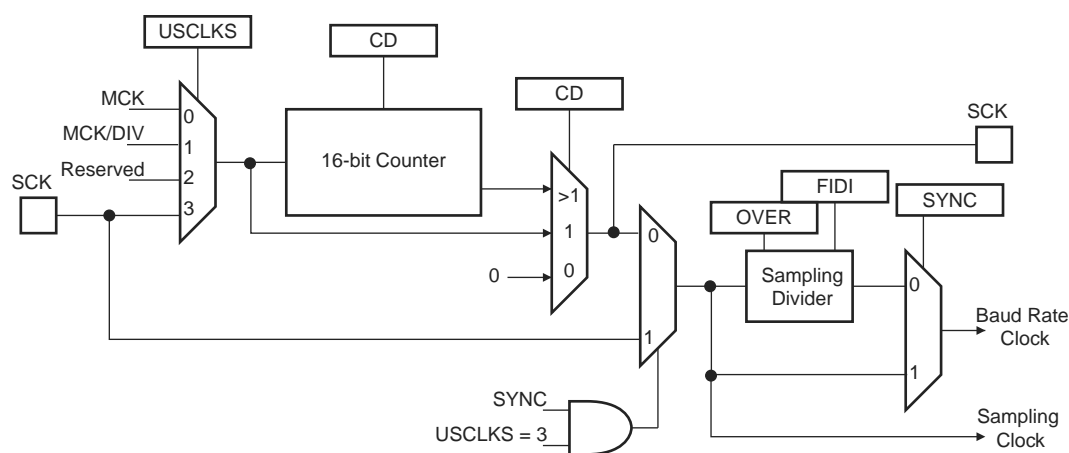 USCLKS
CD
CD
MCK
0
MCK/DIV
1
16-bit Counter
Reserved
2
SCK
3
SCK
>1
1
0
0
FIDI
OVER
SYNC
0
1
Sampling
Divider
0
1
Baud Rate
Clock
SYNC
USCLKS = 3
Sampling
Clock